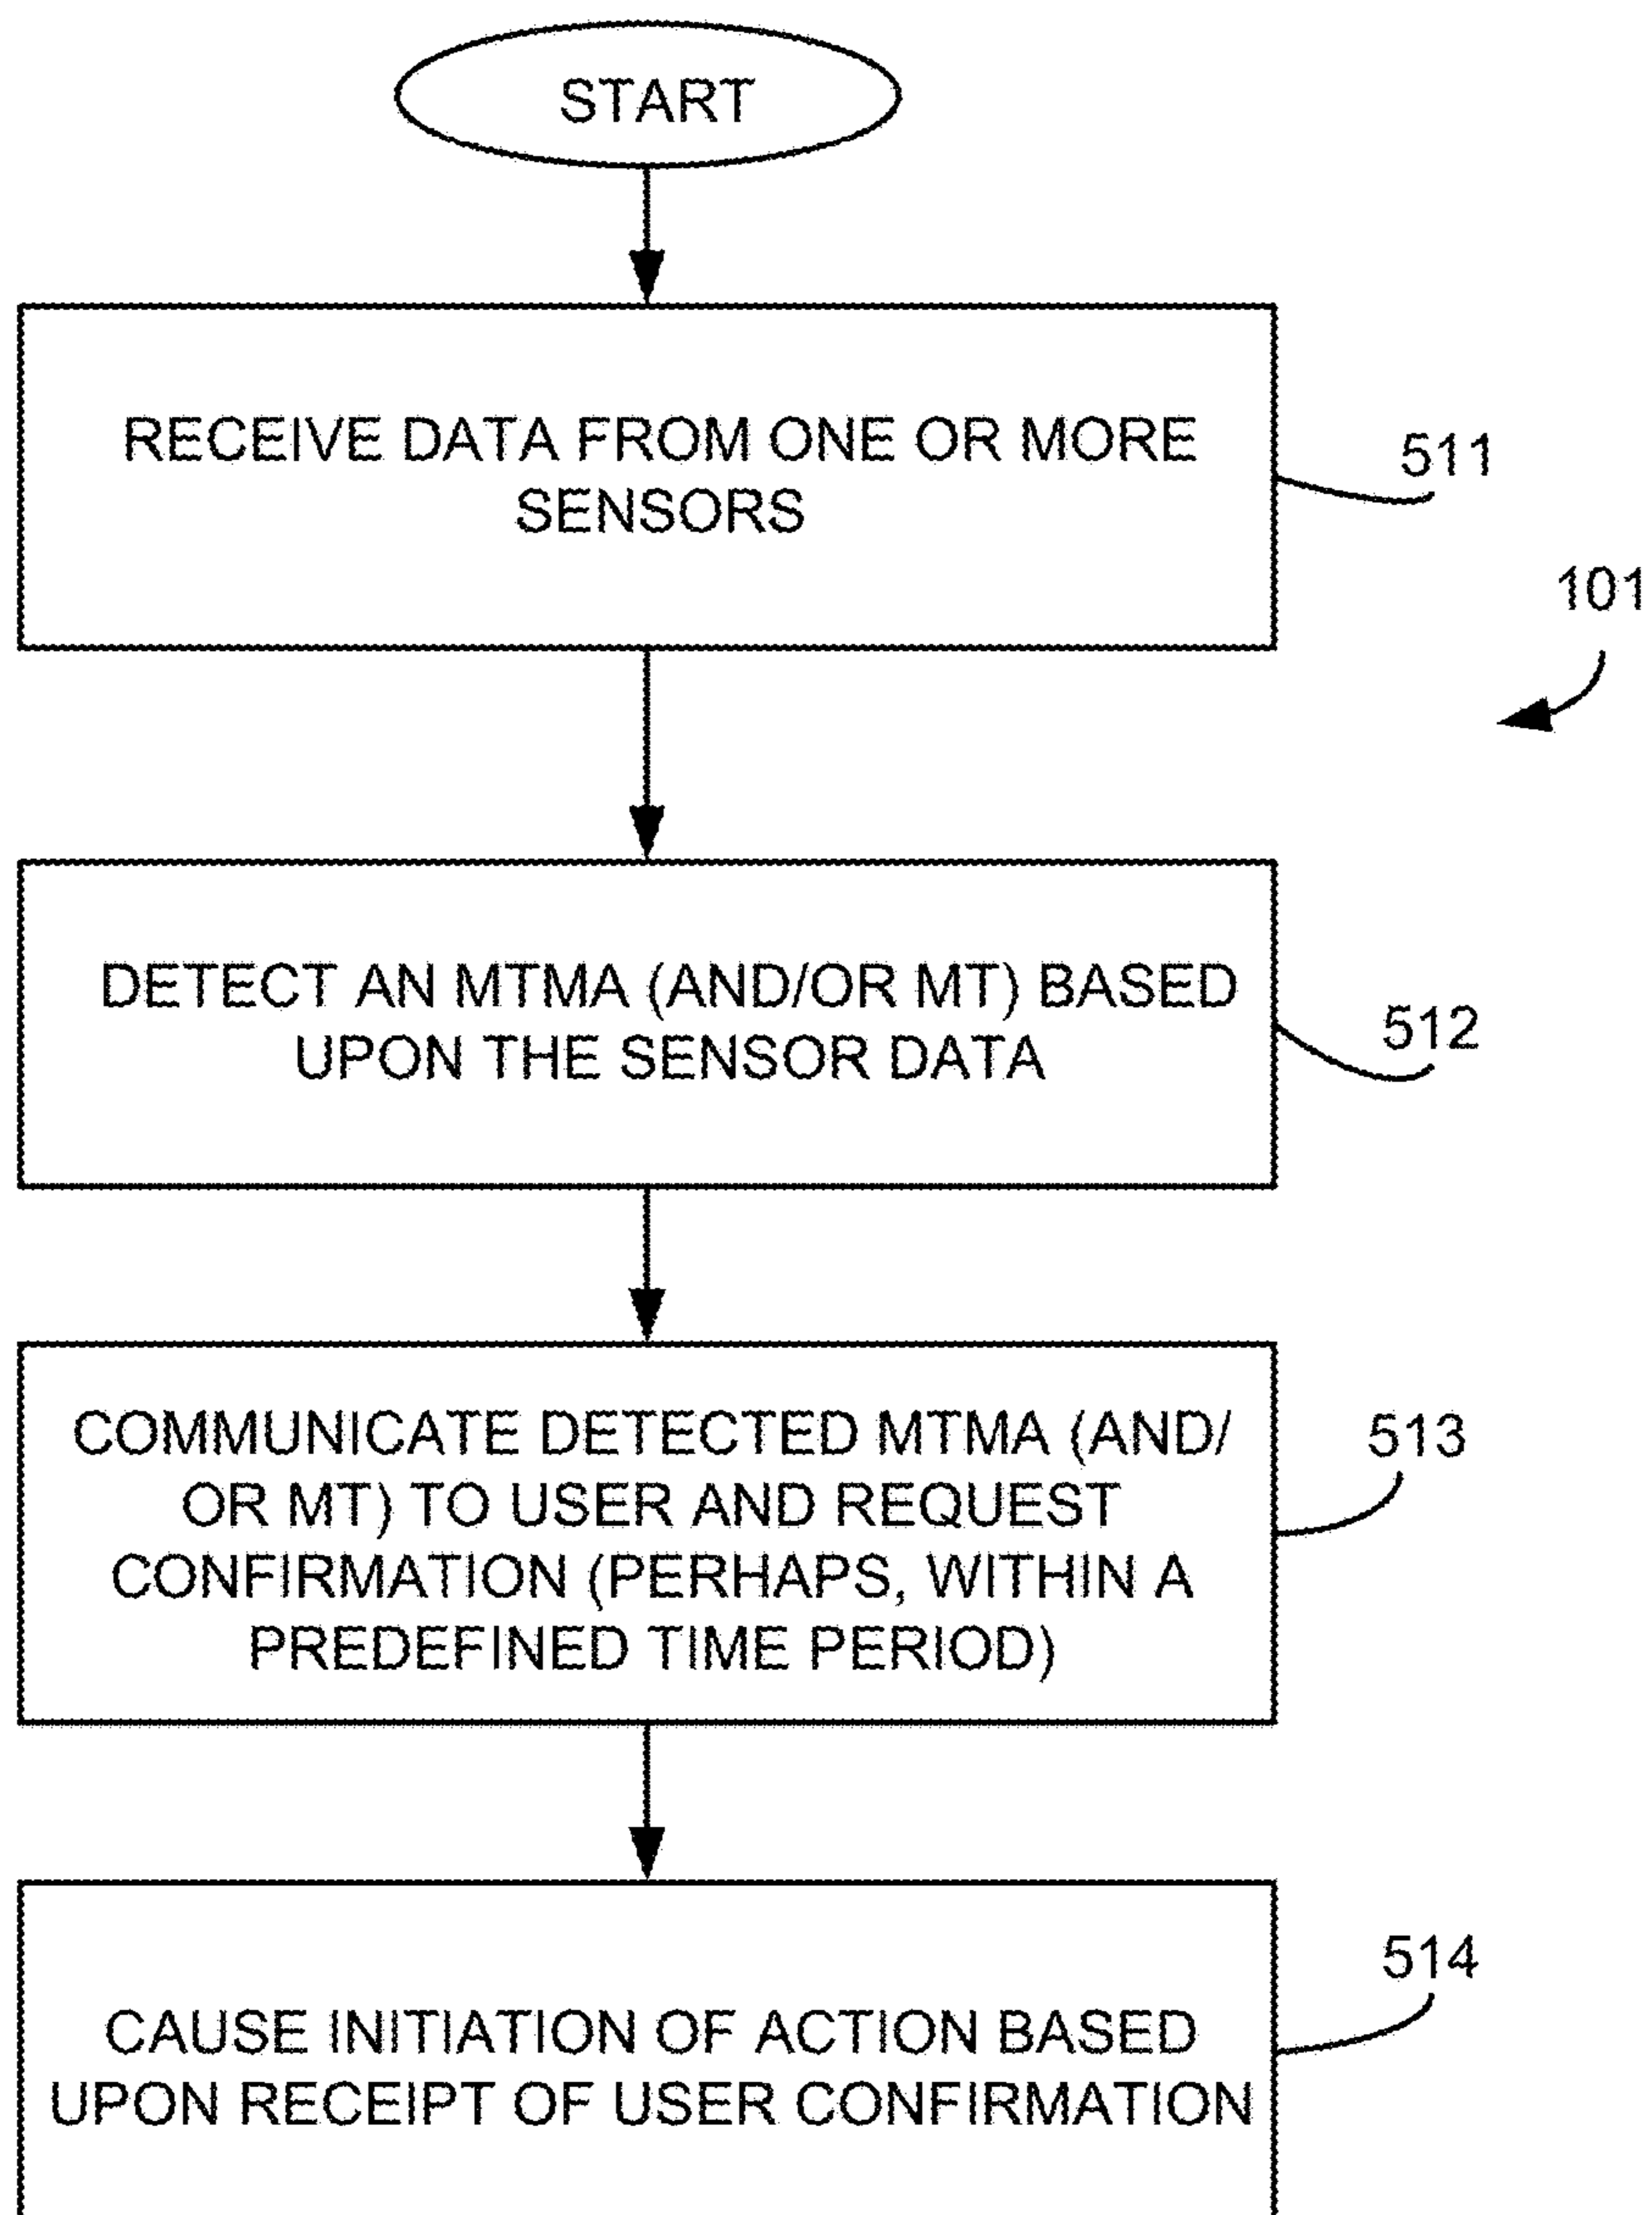 START
RECEIVE DATA FROM ONE OR MORE
SENSORS
511
101
DETECT AN MTMA (AND/OR MT) BASED
UPON THE SENSOR DATA
512
COMMUNICATE DETECTED MTMA (AND/
OR MT) TO USER AND REQUEST
CONFIRMATION (PERHAPS, WITHIN A
PREDEFINED TIME PERIOD)
513
CAUSE INITIATION OF ACTION BASED
UPON RECEIPT OF USER CONFIRMATION
514